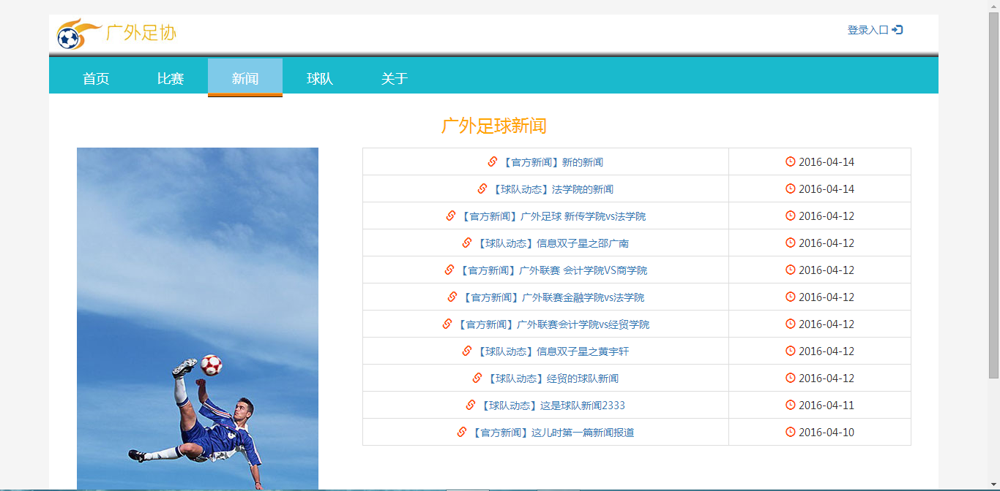 广外足协
登录入口
首页 比赛 新闻 球队 关于
广外足球新闻
【官方新闻】新的新闻 2016-04-14
【球队动态】法学院的新闻 2016-04-14
【官方新闻】广外足球 新传学院vs法学院 2016-04-12
【球队动态】信息双子星之邵广南 2016-04-12
【官方新闻】广外联赛 会计学院VS商学院 2016-04-12
【官方新闻】广外联赛金融学院vs法学院 2016-04-12
【官方新闻】广外联赛会计学院vs经贸学院 2016-04-12
【球队动态】信息双子星之黄宇轩 2016-04-12
【球队动态】经贸的球队新闻 2016-04-12
【球队动态】这是球队新闻2333 2016-04-11
【官方新闻】这儿时第一篇新闻报道 2016-04-10